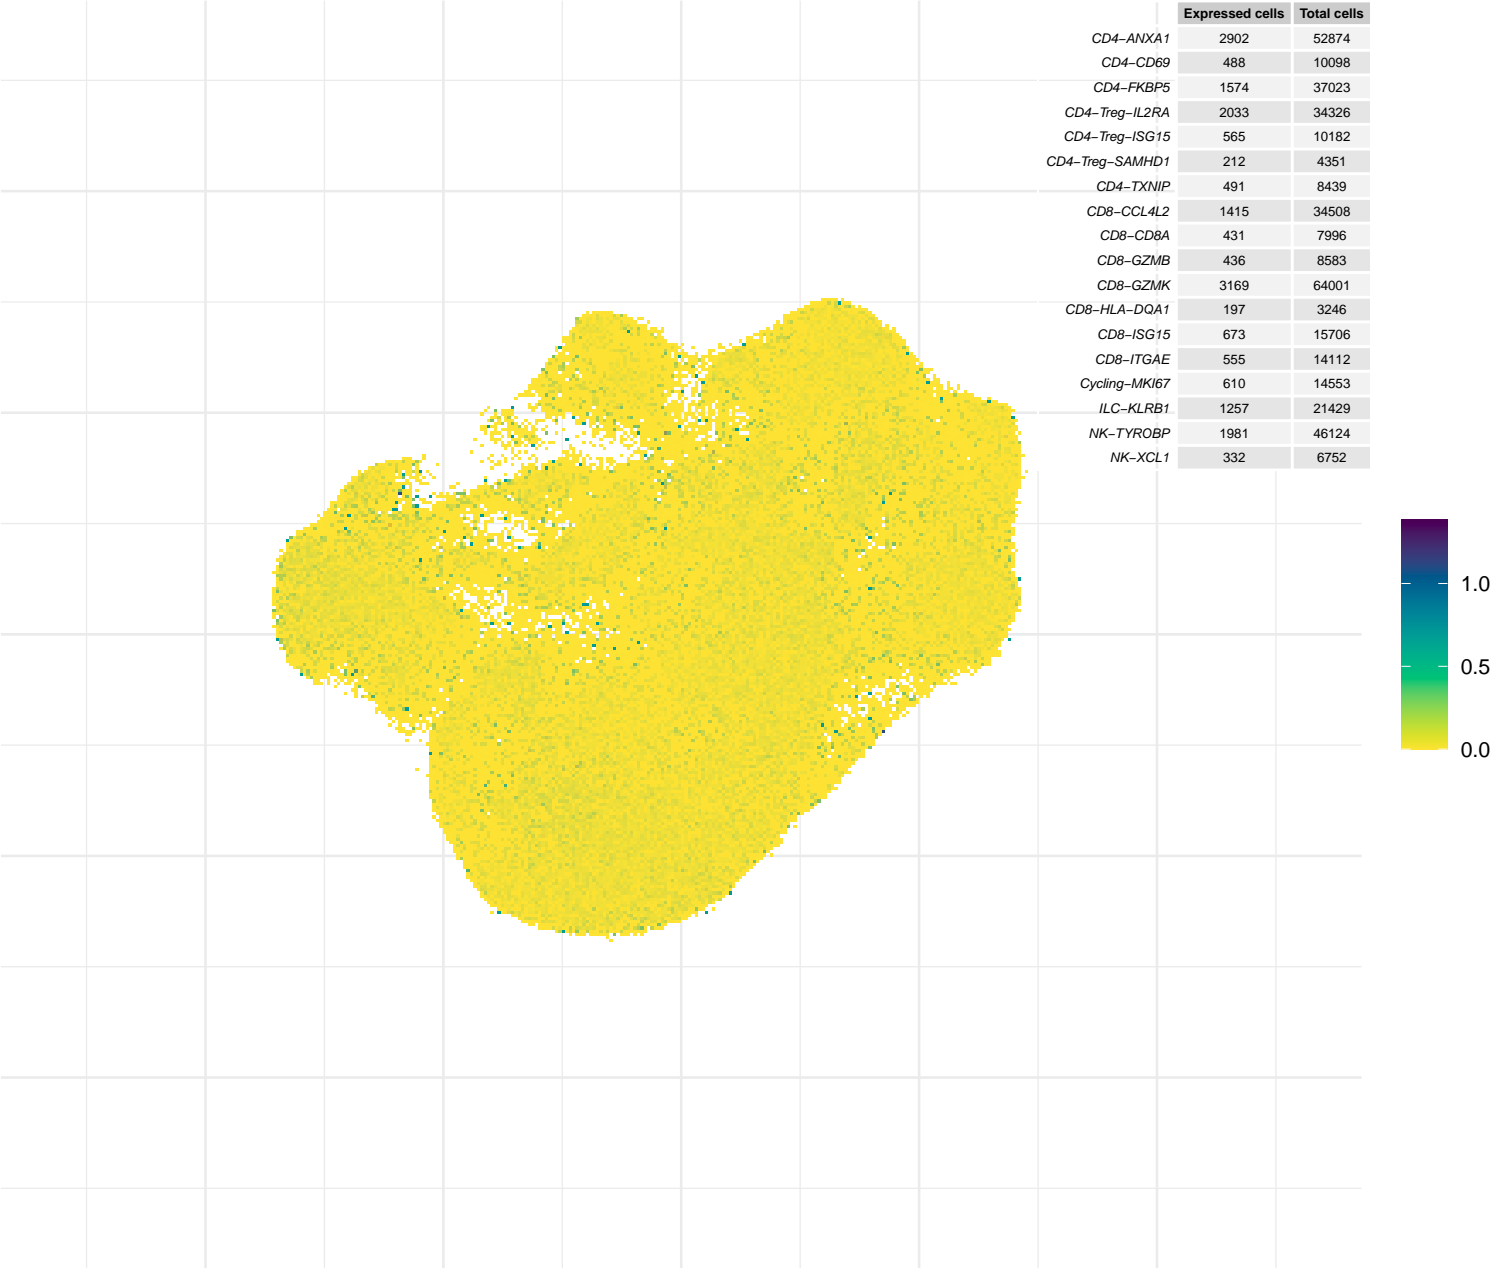 Expressed cells Total cells
CD4−ANXA1 2902 52874
CD4−CD69 488 10098
CD4−FKBP5 1574 37023
CD4−Treg−IL2RA 2033 34326
CD4−Treg−ISG15 565 10182
CD4−Treg−SAMHD1 212 4351
CD4−TXNIP 491 8439
CD8−CCL4L2 1415 34508
CD8−CD8A 431 7996
CD8−GZMB 436 8583
CD8−GZMK 3169 64001
CD8−HLA−DQA1 197 3246
CD8−ISG15 673 15706
CD8−ITGAE 555 14112
Cycling−MKI67 610 14553
ILC−KLRB1 1257 21429
NK−TYROBP 1981 46124
NK−XCL1 332 6752
1.0
0.5
0.0